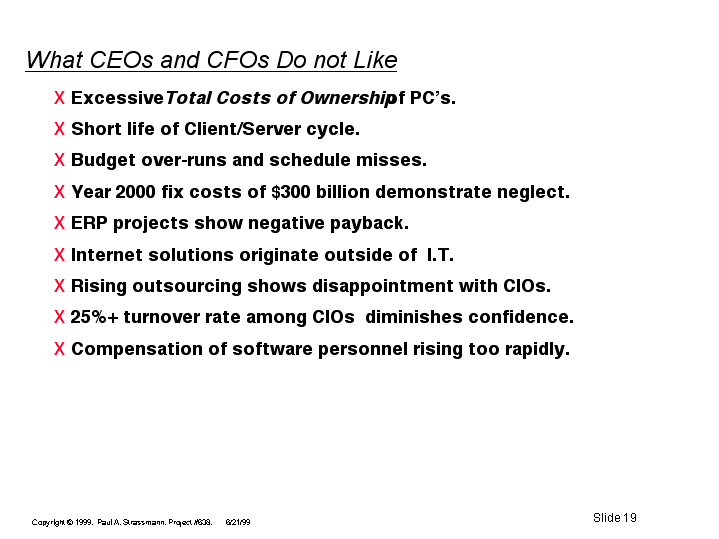 What CEOs and CFOs Do not Like
X Excessive Total Costs of Ownership of PC's.
X Short life of Client/Server cycle.
X Budget over-runs and schedule misses.
X Year 2000 fix costs of $300 billion demonstrate neglect.
X ERP projects show negative payback.
X Internet solutions originate outside of I.T.
X Rising outsourcing shows disappointment with CIOs.
X 25%+ turnover rate among CIOs diminishes confidence.
X Compensation of software personnel rising too rapidly.
Copyright © 1999. Paul A. Strassmann. Project #638. 6/21/99
Slide 19